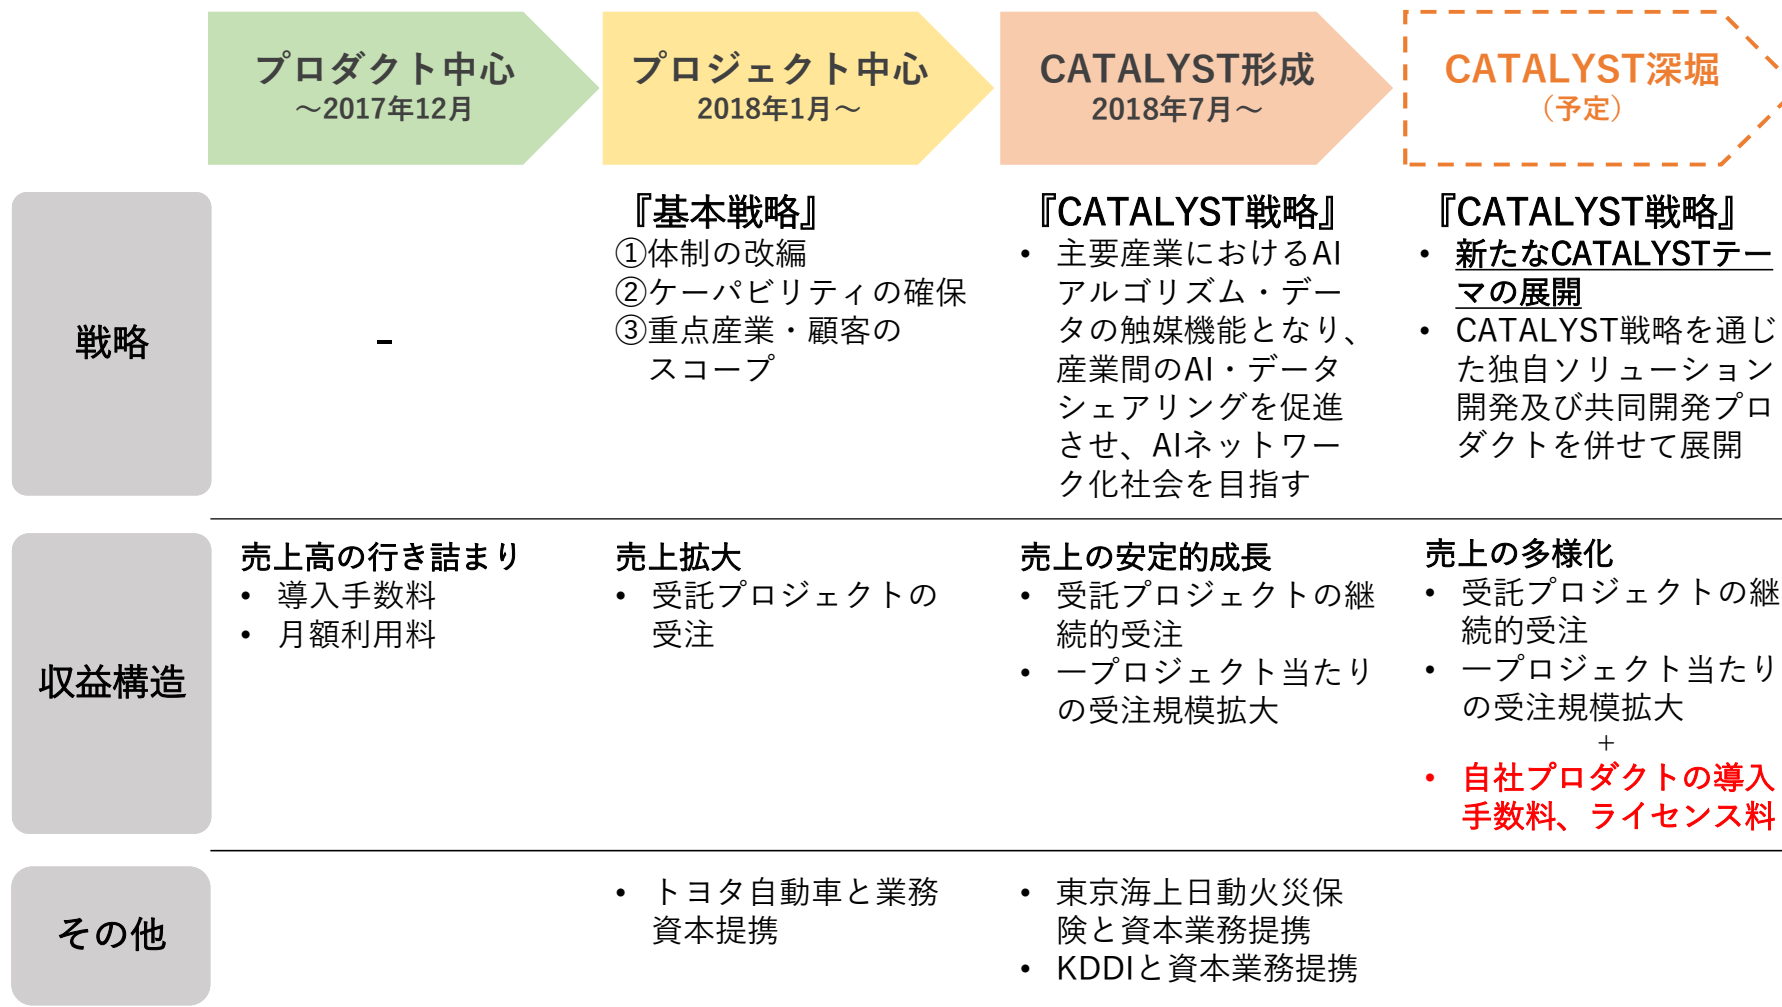 プロダクト中心
～2017年12月
プロジェクト中心
2018年1月～
CATALYST形成
2018年7月～
CATALYST深堀
（予定）
戦略
-
『基本戦略』
①体制の改編
②ケーパビリティの確保
③重点産業・顧客の
スコープ
『CATALYST戦略』
• 主要産業におけるAI
アルゴリズム・デー
タの触媒機能となり、
産業間のAI・データ
シェアリングを促進
させ、AIネットワー
ク化社会を目指す
『CATALYST戦略』
• 新たなCATALYSTテー
マの展開
• CATALYST戦略を通じ
た独自ソリューション
開発及び共同開発プロ
ダクトを併せて展開
収益構造
売上高の行き詰まり
• 導入手数料
• 月額利用料
売上拡大
• 受託プロジェクトの
受注
売上の安定的成長
• 受託プロジェクトの継
続的受注
• 一プロジェクト当たり
の受注規模拡大
売上の多様化
• 受託プロジェクトの継
続的受注
• 一プロジェクト当たり
の受注規模拡大
+
• 自社プロダクトの導入
手数料、ライセンス料
その他
• トヨタ自動車と業務
資本提携
• 東京海上日動火災保
険と資本業務提携
• KDDIと資本業務提携